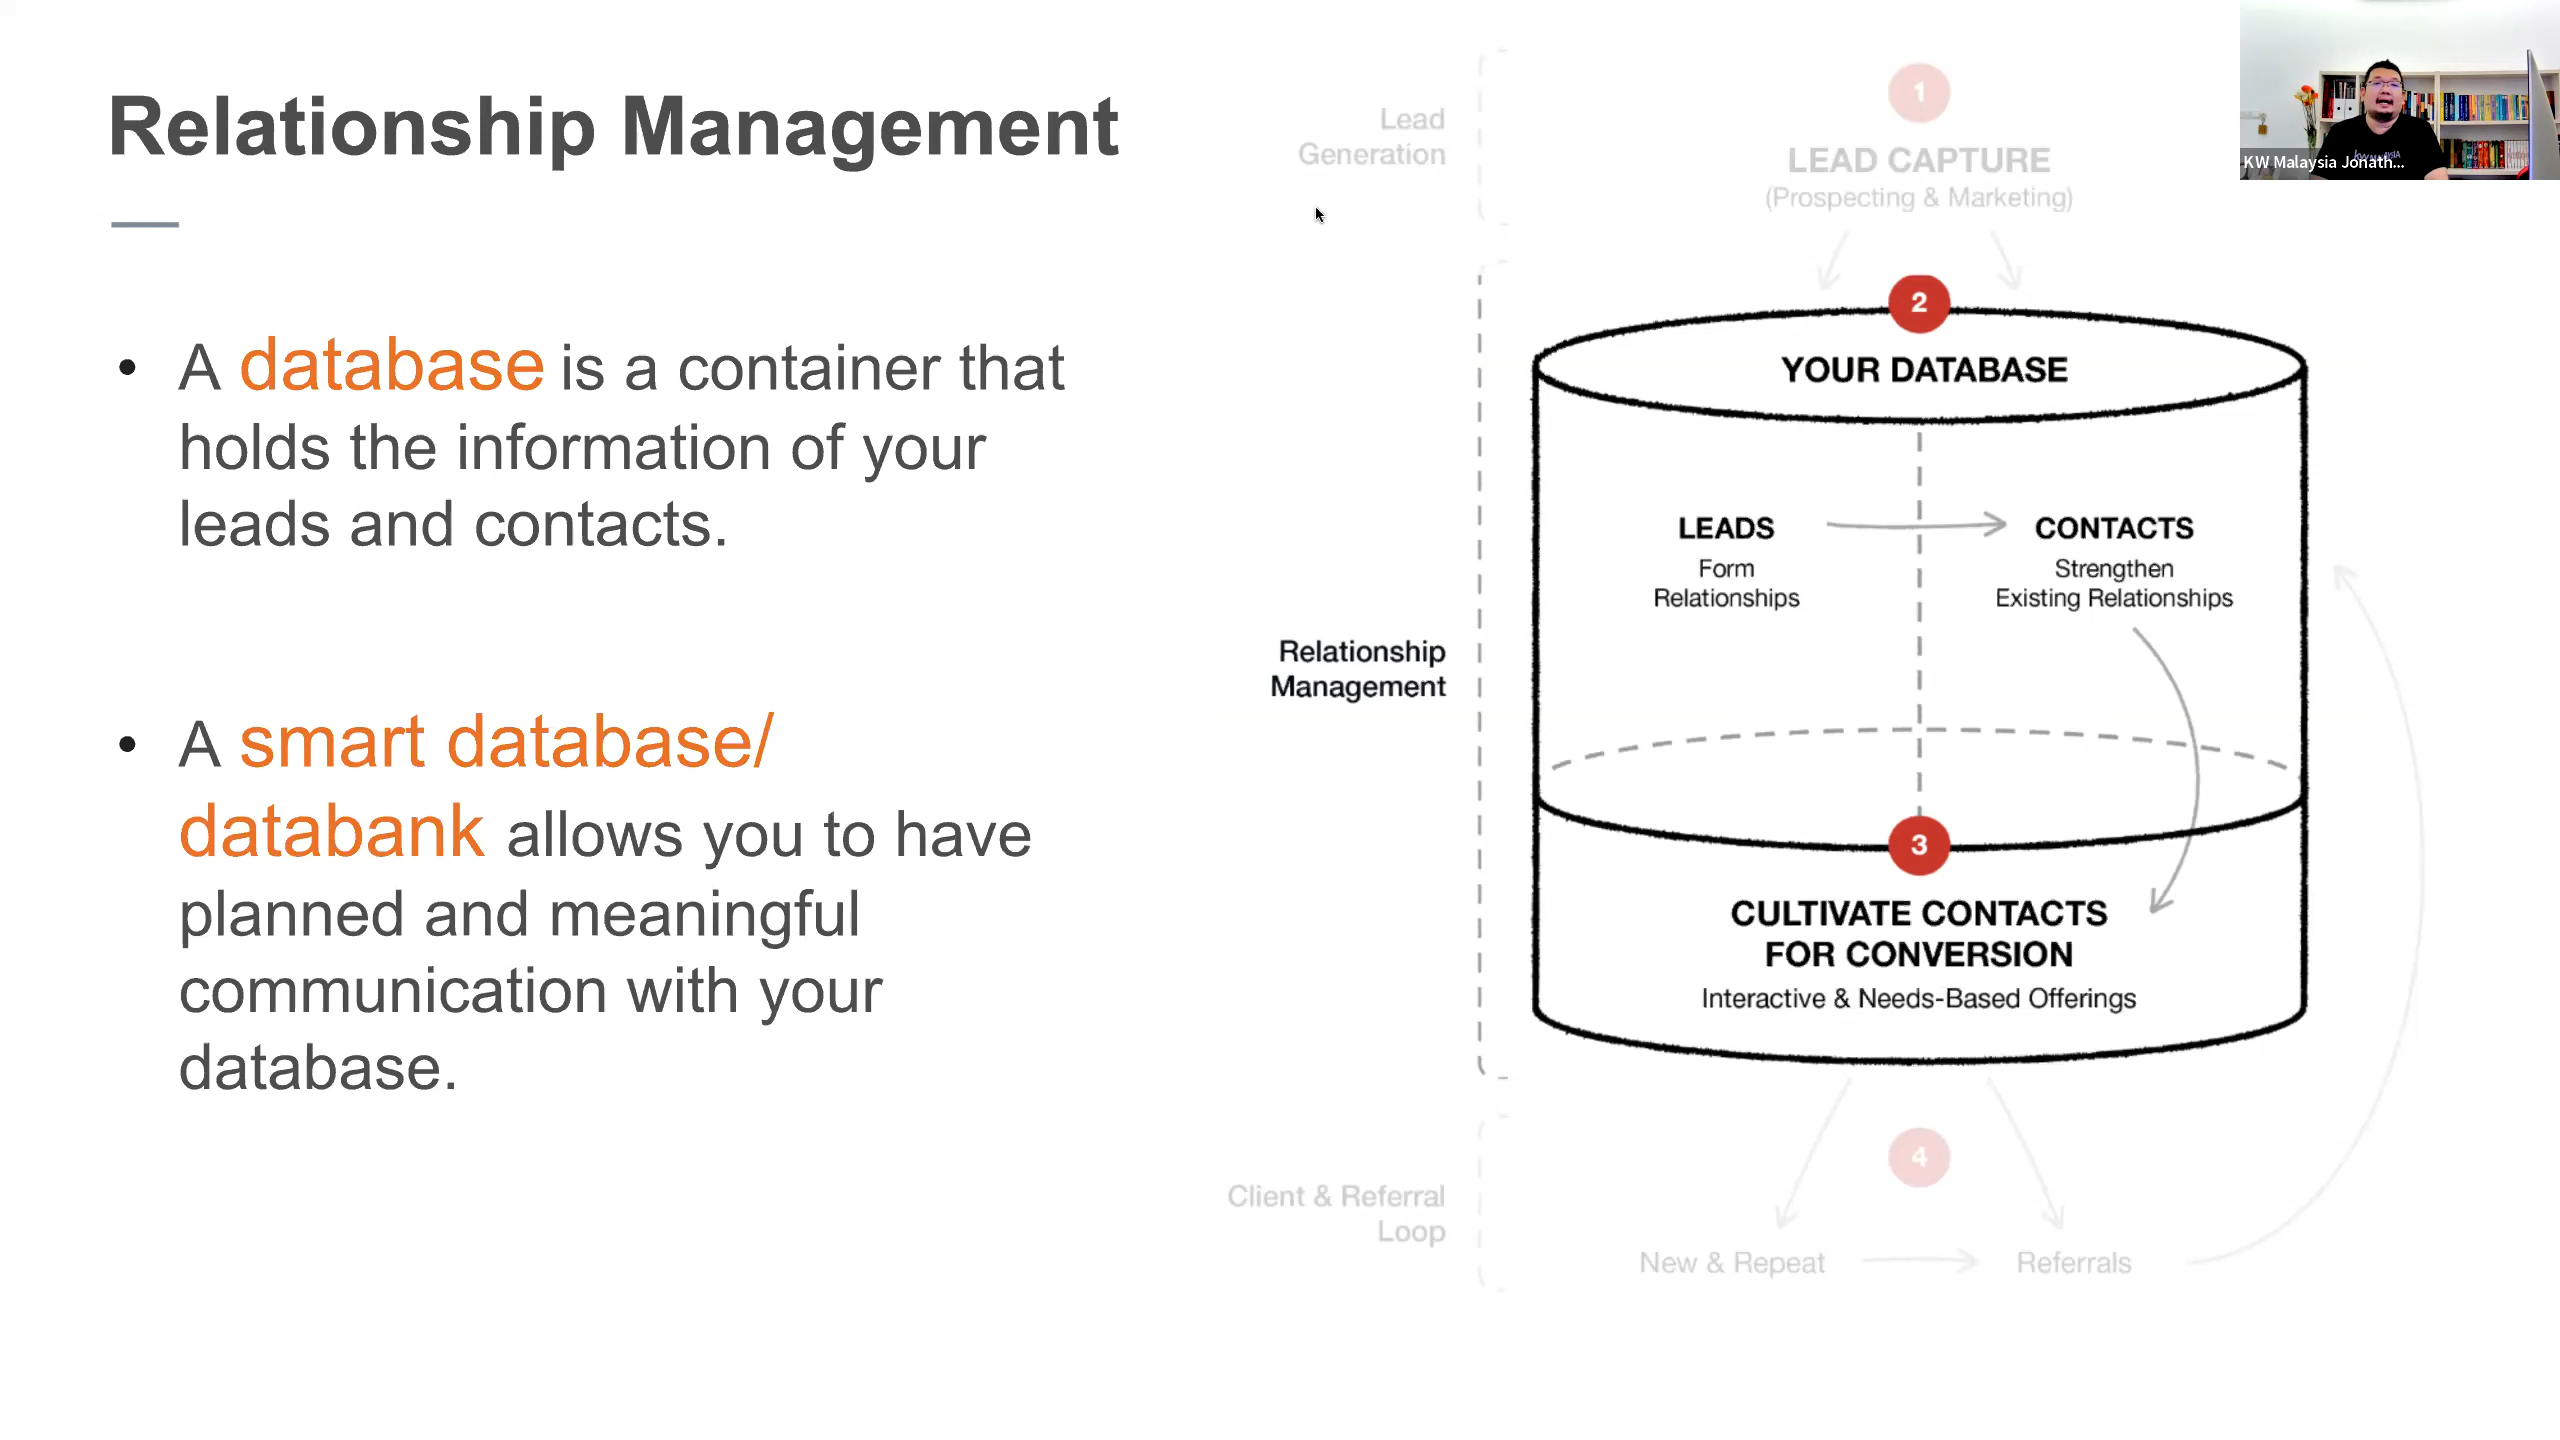 Relationship Management
• A database is a container that
holds the information of your
leads and contacts.
• A smart database/
databank allows you to have
planned and meaningful
communication with your
database.
Lead
Generation
1
LEAD CAPTURE
(Prospecting & Marketing)
2
YOUR DATABASE
LEADS
Form
Relationships
CONTACTS
Strengthen
Existing Relationships
Relationship
Management
3
CULTIVATE CONTACTS
FOR CONVERSION
Interactive & Needs-Based Offerings
4
Client & Referral
Loop
New & Repeat
Referrals
KW Malaysia Jonath...